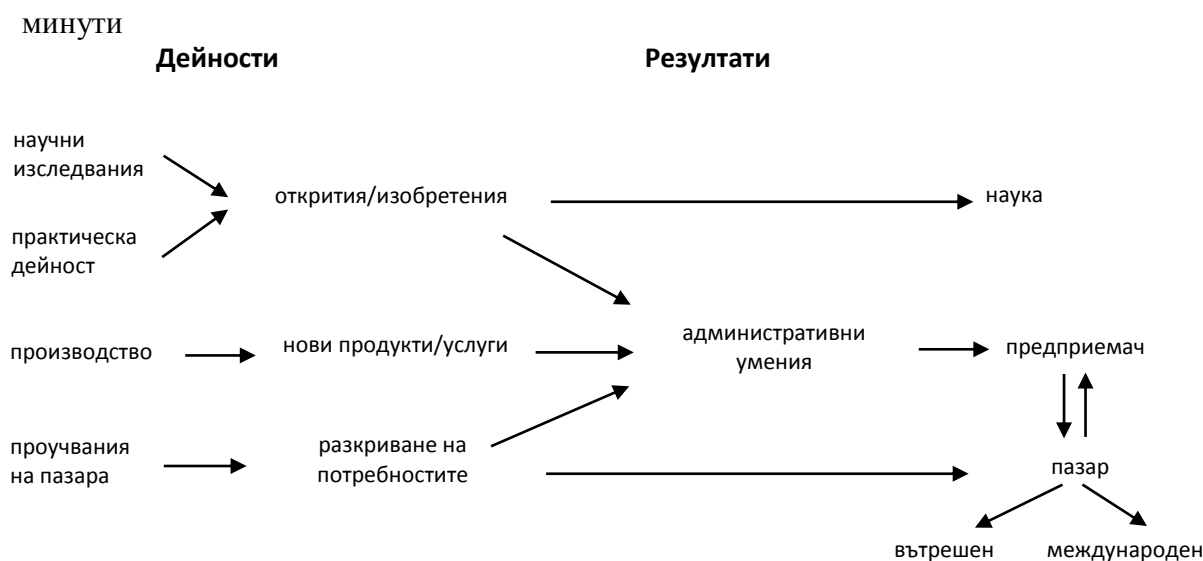 минути
Дейности Резултати
научни
изследвания
открития/изобретения наука
практическа
дейност
производство нови продукти/услуги административни
умения предприемач
проучвания
на пазара
разкриване на
потребностите пазар
вътрешен международен